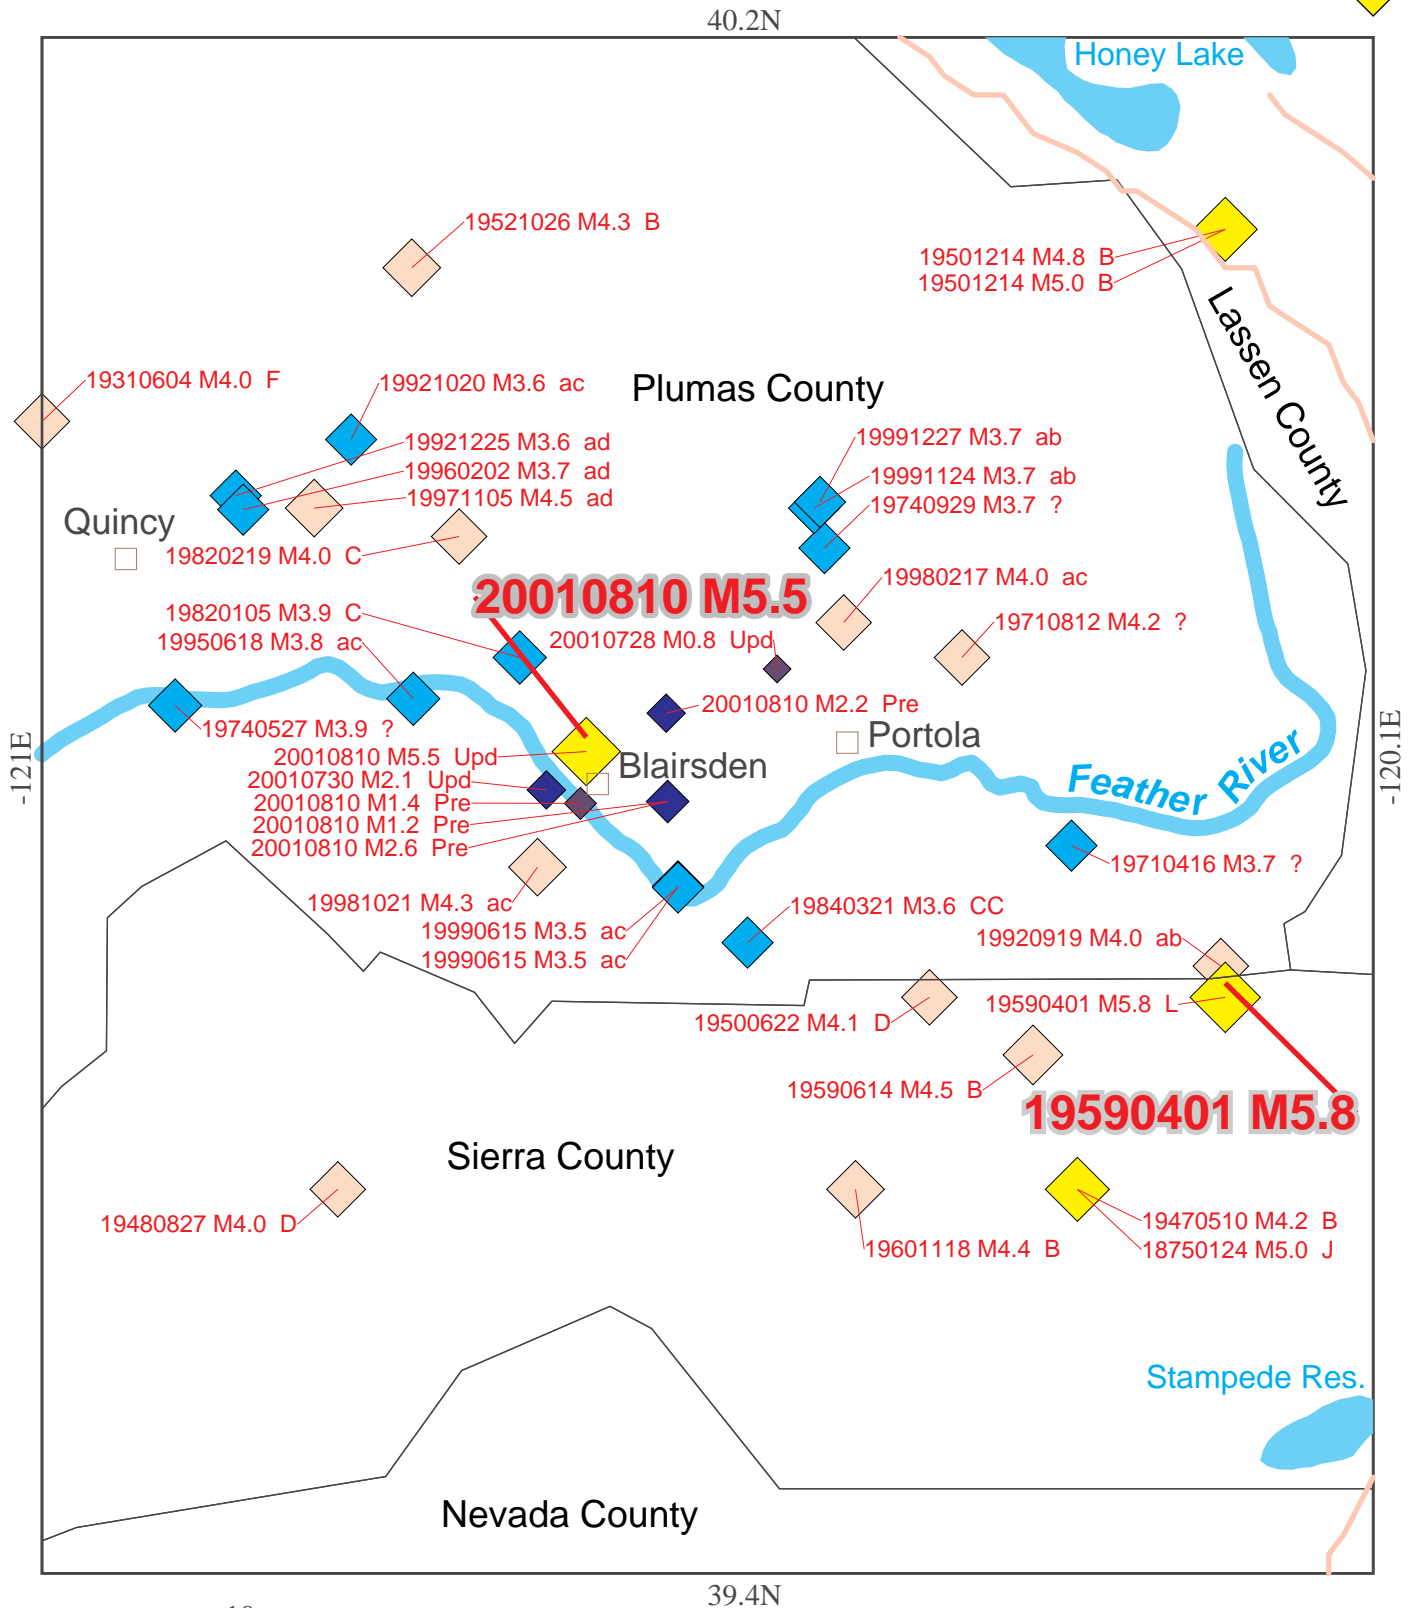 40.2N
Honey Lake
19521026 M4.3 B
19501214 M4.8 B
19501214 M5.0 B
Lassen County
19310604 M4.0 F
19921020 M3.6 ac
Plumas County
19921225 M3.6 ad
19960202 M3.7 ad
19971105 M4.5 ad
19991227 M3.7 ab
19991124 M3.7 ab
19740929 M3.7 ?
Quincy
19820219 M4.0 C
20010810 M5.5
19980217 M4.0 ac
19820105 M3.9 C
19950618 M3.8 ac
20010728 M0.8 Upd
19710812 M4.2 ?
20010810 M2.2 Pre
19740527 M3.9 ?
Portola
-121E
-120.1E
20010810 M5.5 Upd
Blairsden
20010730 M2.1 Upd
20010810 M1.4 Pre
20010810 M1.2 Pre
20010810 M2.6 Pre
Feather River
19710416 M3.7 ?
19981021 M4.3 ac
19990615 M3.5 ac
19990615 M3.5 ac
19840321 M3.6 CC
19920919 M4.0 ab
19590401 M5.8 L
19500622 M4.1 D
19590614 M4.5 B
19590401 M5.8
Sierra County
19480827 M4.0 D
19470510 M4.2 B
18750124 M5.0 J
19601118 M4.4 B
Stampede Res.
Nevada County
39.4N